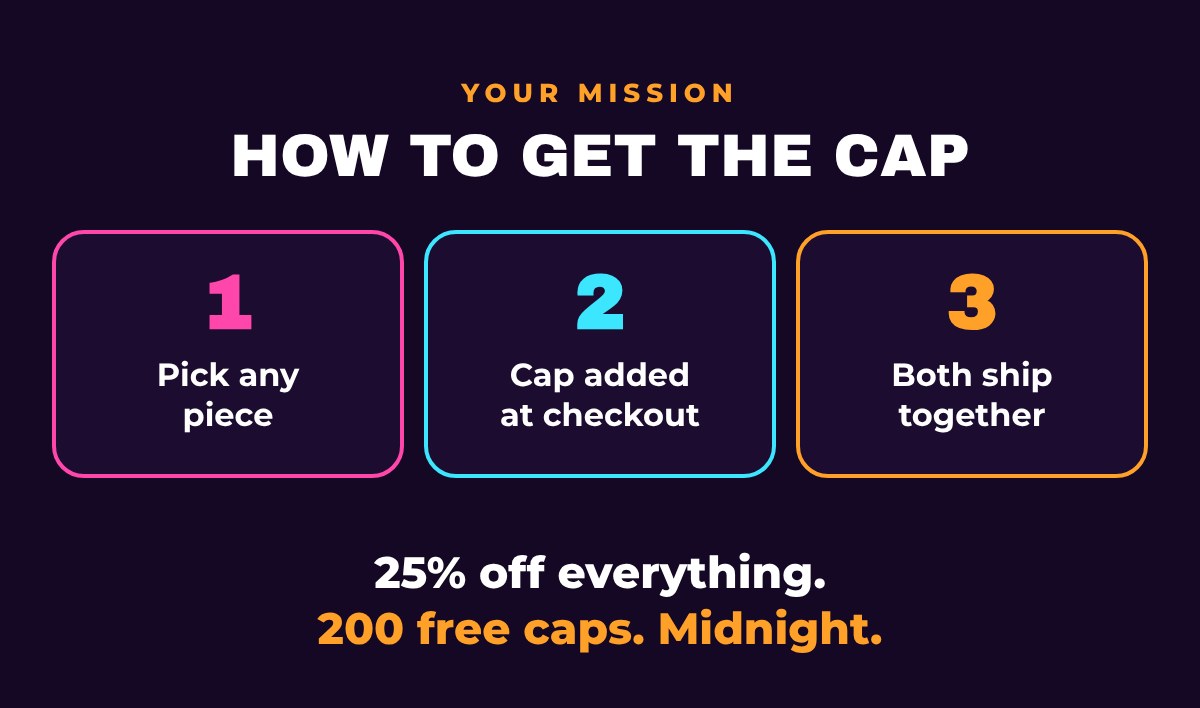 YOUR MISSION
HOW TO GET THE CAP
1
Pick any
piece
2
Cap added
at checkout
3
Both ship
together
25% off everything.
200 free caps. Midnight.